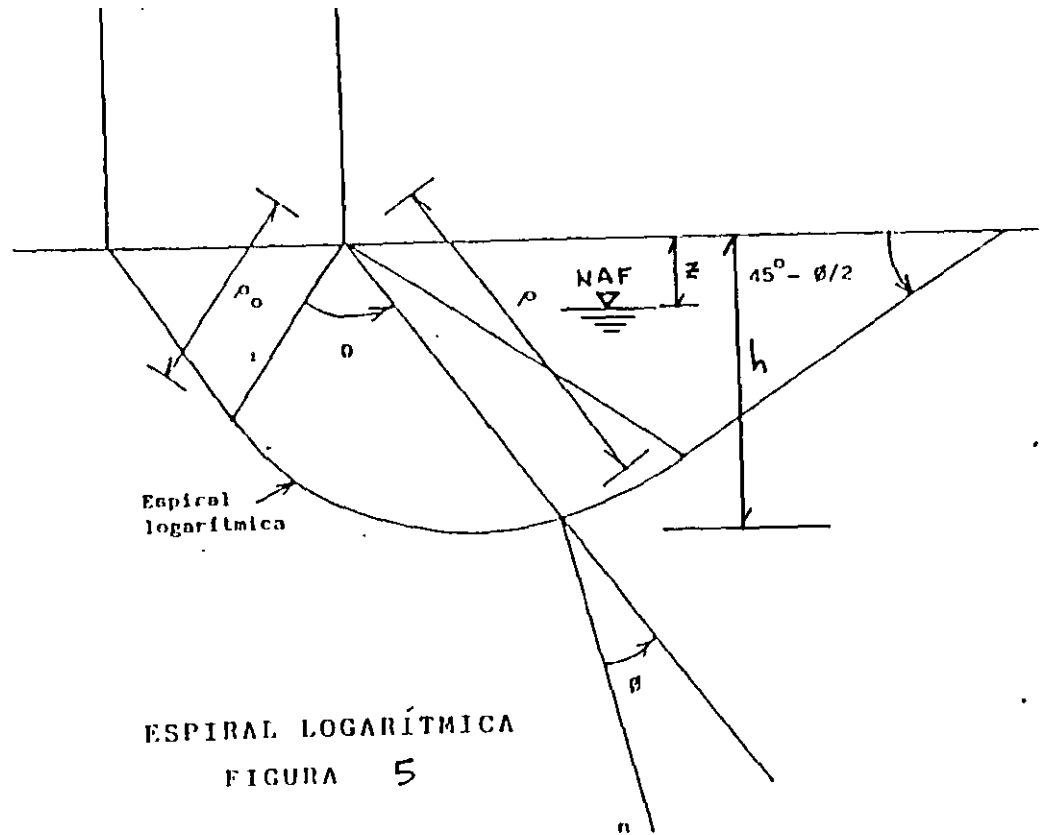 ρo
θ
ρ
NAF
z
45° - Ø/2
h
Espiral
logarítmica
Ø
n
ESPIRAL LOGARÍTMICA
FIGURA 5